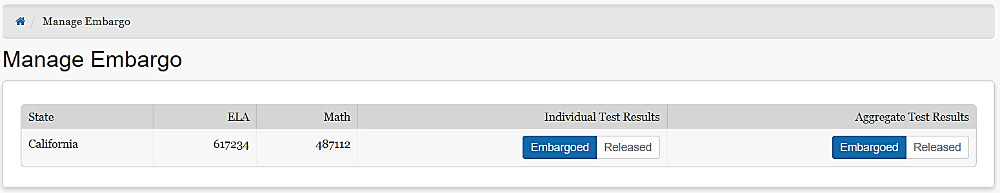 / Manage Embargo
Manage Embargo
State ELA Math Individual Test Results Aggregate Test Results
California 617234 487112 Embargoed Released Embargoed Released